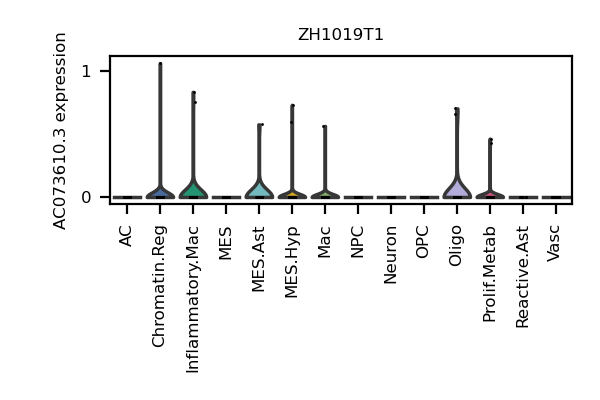 ZH1019T1
AC073610.3 expression
1
0
AC
Chromatin.Reg
Inflammatory.Mac
MES
MES.Ast
MES.Hyp
Mac
NPC
Neuron
OPC
Oligo
Prolif.Metab
Reactive.Ast
Vasc